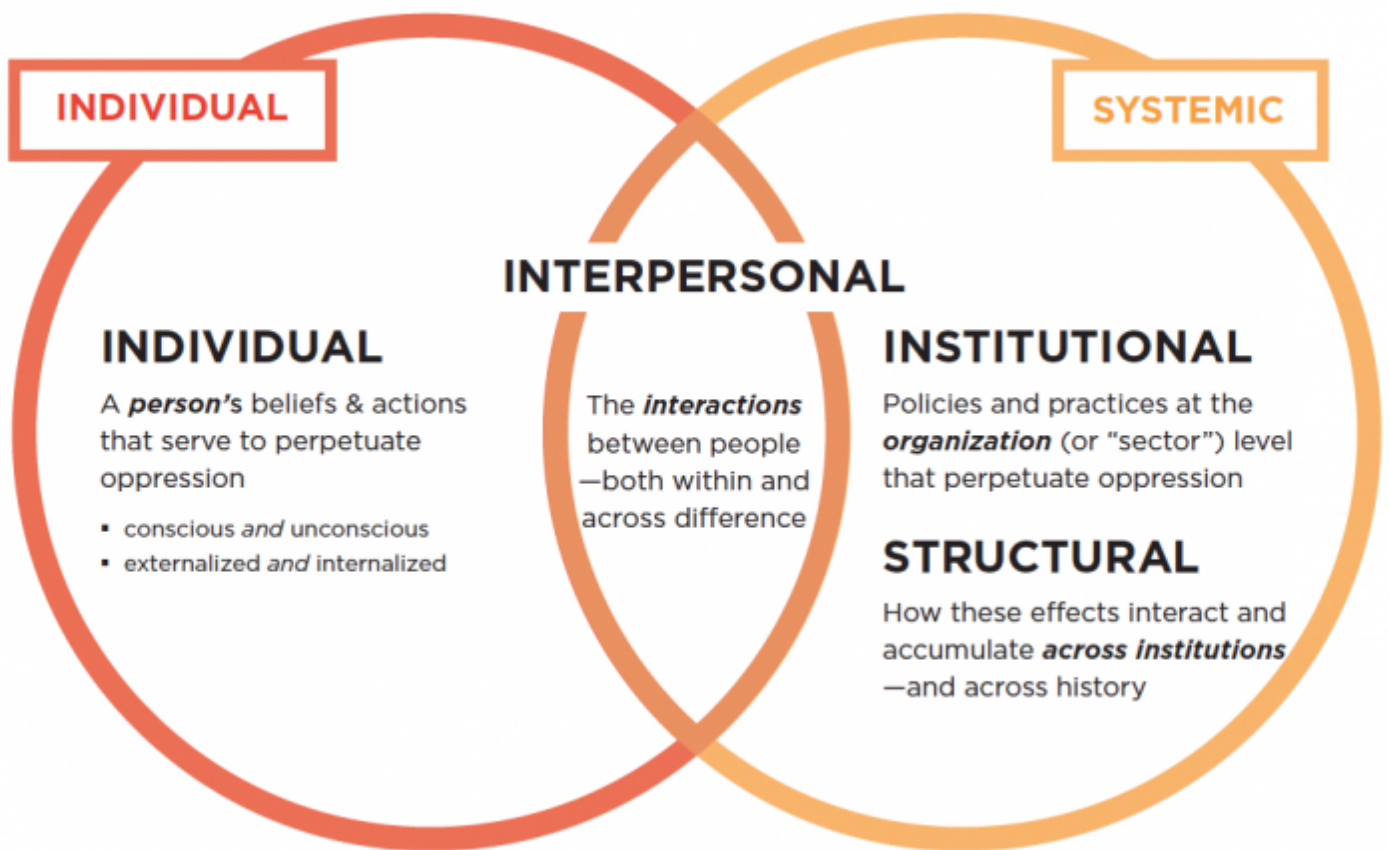 INDIVIDUAL
SYSTEMIC
INTERPERSONAL
INDIVIDUAL
A person's beliefs & actions
that serve to perpetuate
oppression
▪ conscious and unconscious
▪ externalized and internalized
The interactions
between people
—both within and
across difference
INSTITUTIONAL
Policies and practices at the
organization (or “sector”) level
that perpetuate oppression
STRUCTURAL
How these effects interact and
accumulate across institutions
—and across history